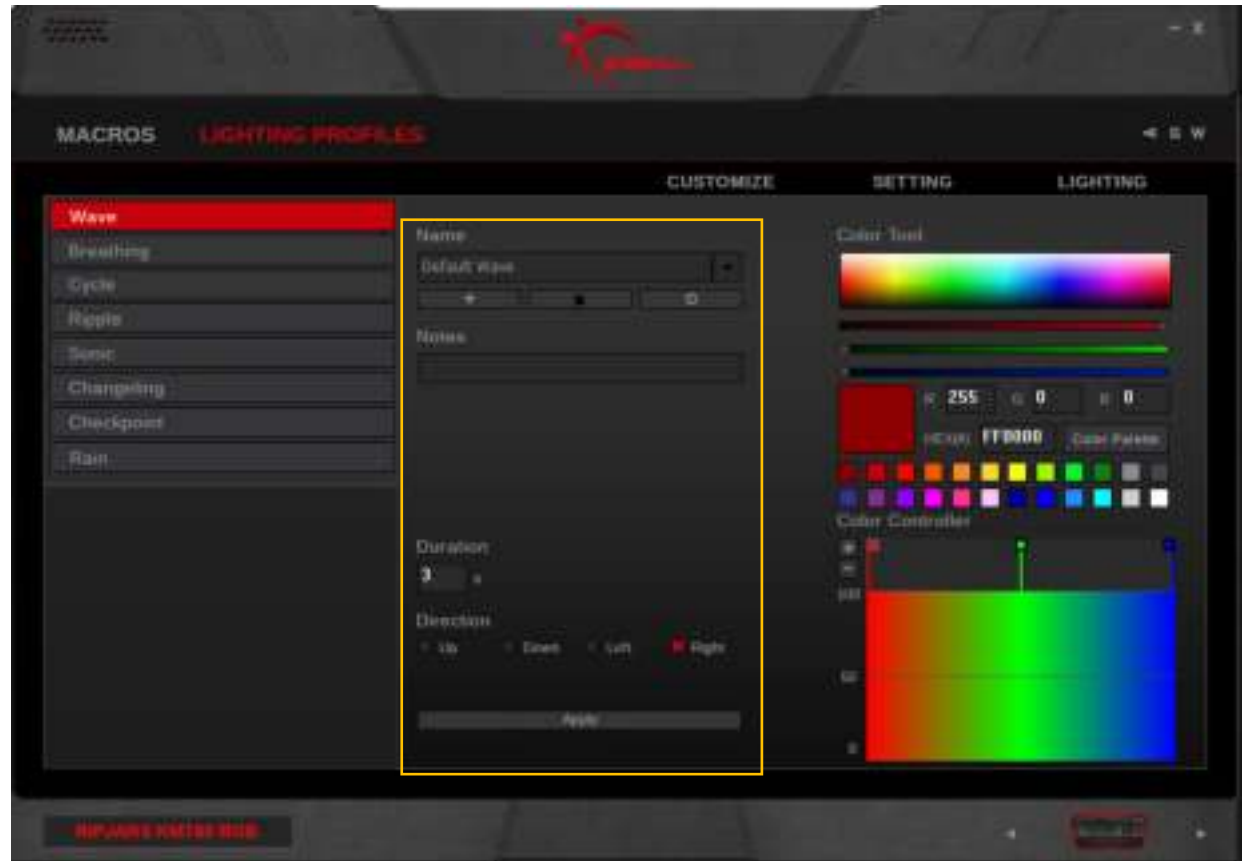 MACROS LIGHTING PROFILES
G W
CUSTOMIZE SETTING LIGHTING
Wave
Breathing
Cycle
Ripple
Sonic
Changeling
Checkpoint
Rain
Name
Default Wave
Notes
Duration
3 s
Direction
Up Down Left Right
Apply
Color Tool
R 255 G 0 B 0
HEX(#) FF0000 Color Palette
Color Controller
100
50
0
RIPJAWS KM780 RGB